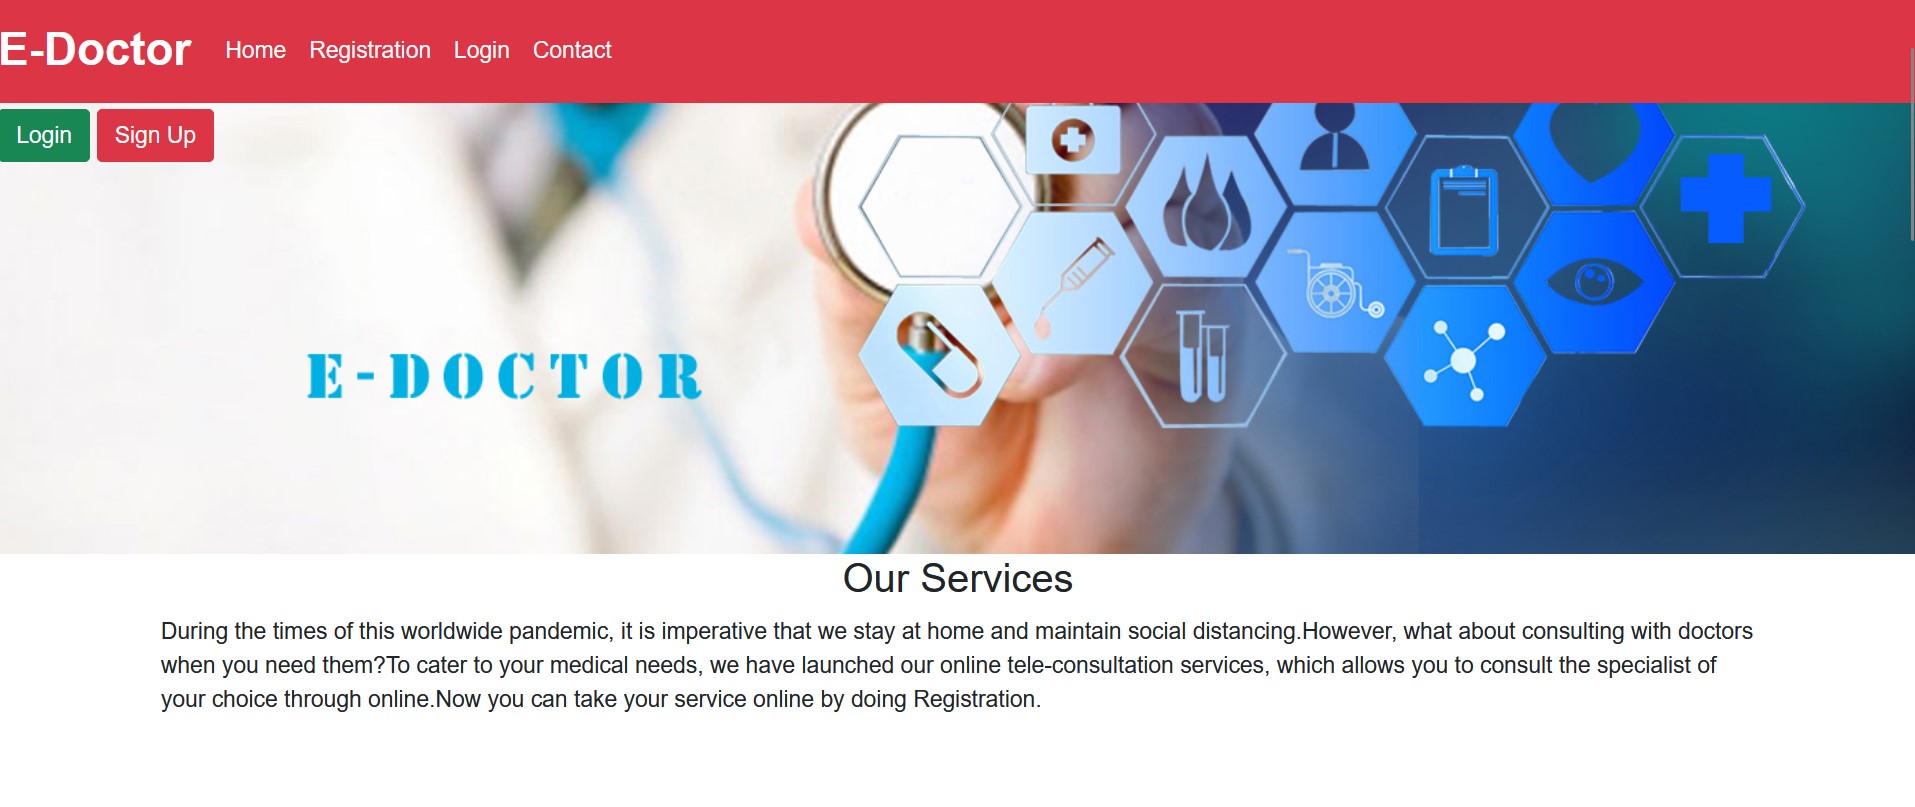 E-Doctor Home Registration Login Contact
Login Sign Up
E-DOCTOR
Our Services
During the times of this worldwide pandemic, it is imperative that we stay at home and maintain social distancing.However, what about consulting with doctors
when you need them?To cater to your medical needs, we have launched our online tele-consultation services, which allows you to consult the specialist of
your choice through online.Now you can take your service online by doing Registration.